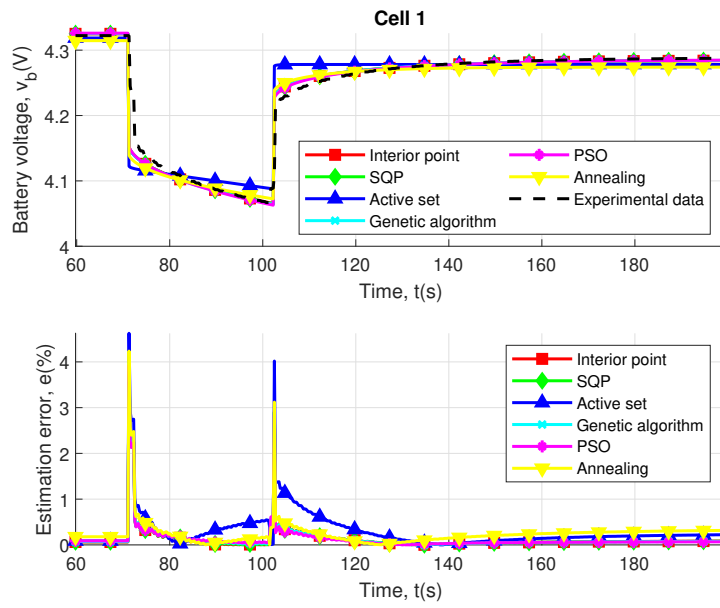 Cell 1
Battery voltage, v_b(V)
4.3
4.2
4.1
4
Interior point
SQP
Active set
Genetic algorithm
PSO
Annealing
Experimental data
60 80 100 120 140 160 180
Time, t(s)
Estimation error, e(%)
4
3
2
1
0
Interior point
SQP
Active set
Genetic algorithm
PSO
Annealing
60 80 100 120 140 160 180
Time, t(s)